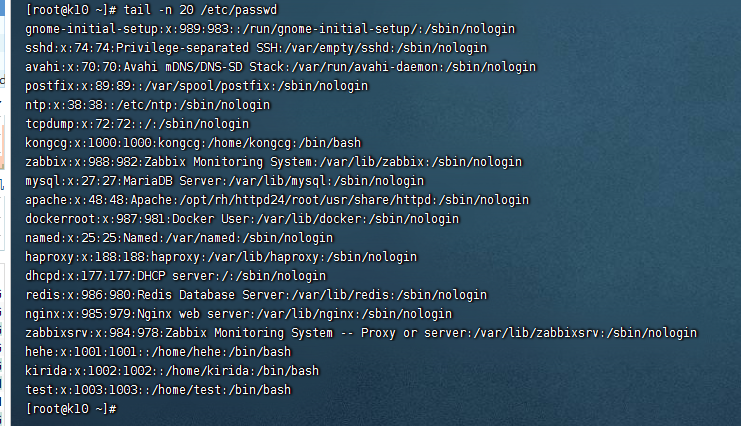 [root@k10 ~]# tail -n 20 /etc/passwd
gnome-initial-setup:x:989:983::/run/gnome-initial-setup/:/sbin/nologin
sshd:x:74:74:Privilege-separated SSH:/var/empty/sshd:/sbin/nologin
avahi:x:70:70:Avahi mDNS/DNS-SD Stack:/var/run/avahi-daemon:/sbin/nologin
postfix:x:89:89::/var/spool/postfix:/sbin/nologin
ntp:x:38:38::/etc/ntp:/sbin/nologin
tcpdump:x:72:72::/:/sbin/nologin
kongcg:x:1000:1000:kongcg:/home/kongcg:/bin/bash
zabbix:x:988:982:Zabbix Monitoring System:/var/lib/zabbix:/sbin/nologin
mysql:x:27:27:MariaDB Server:/var/lib/mysql:/sbin/nologin
apache:x:48:48:Apache:/opt/rh/httpd24/root/usr/share/httpd:/sbin/nologin
dockerroot:x:987:981:Docker User:/var/lib/docker:/sbin/nologin
named:x:25:25:Named:/var/named:/sbin/nologin
haproxy:x:188:188:haproxy:/var/lib/haproxy:/sbin/nologin
dhcpd:x:177:177:DHCP server:/:/sbin/nologin
redis:x:986:980:Redis Database Server:/var/lib/redis:/sbin/nologin
nginx:x:985:979:Nginx web server:/var/lib/nginx:/sbin/nologin
zabbixsrv:x:984:978:Zabbix Monitoring System -- Proxy or server:/var/lib/zabbixsrv:/sbin/nologin
hehe:x:1001:1001::/home/hehe:/bin/bash
kirida:x:1002:1002::/home/kirida:/bin/bash
test:x:1003:1003::/home/test:/bin/bash
[root@k10 ~]#